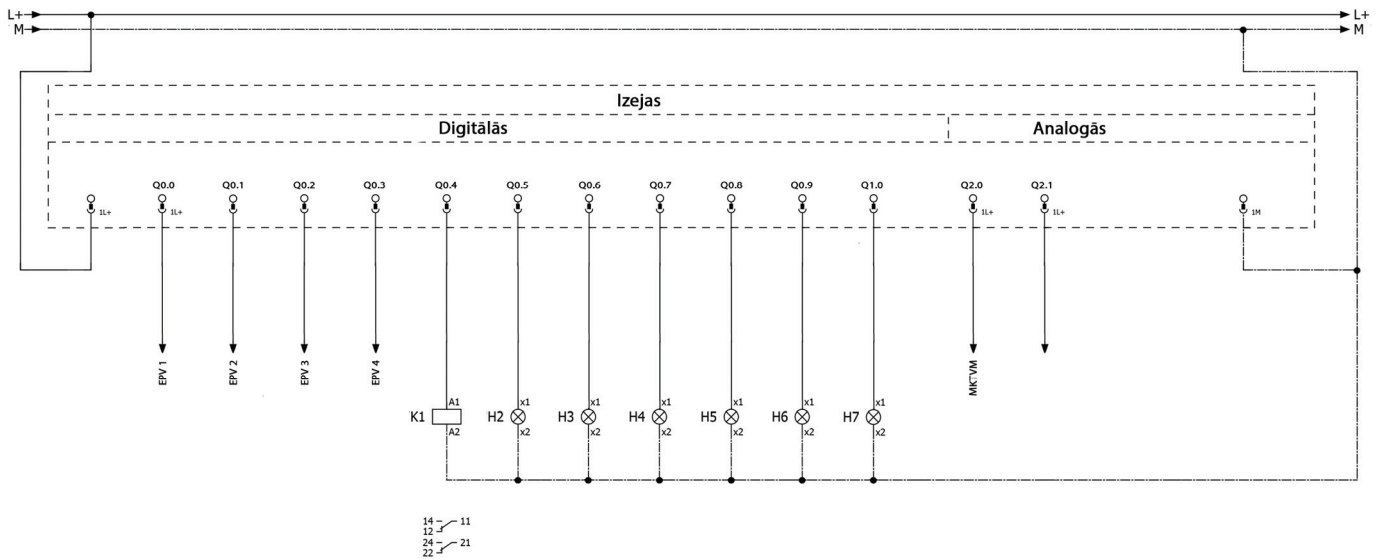 L+ L+
M M
Izejas
Digitālās Analogās
Q0.0 Q0.1 Q0.2 Q0.3 Q0.4 Q0.5 Q0.6 Q0.7 Q0.8 Q0.9 Q1.0 Q2.0 Q2.1
1L+ 1L+ 1L+ 1L+ 1M
EPV 1 EPV 2 EPV 3 EPV 4 MKTVM
A1 x1 x1 x1 x1 x1 x1
K1 H2 H3 H4 H5 H6 H7
A2 x2 x2 x2 x2 x2 x2
14 11
12
24 21
22